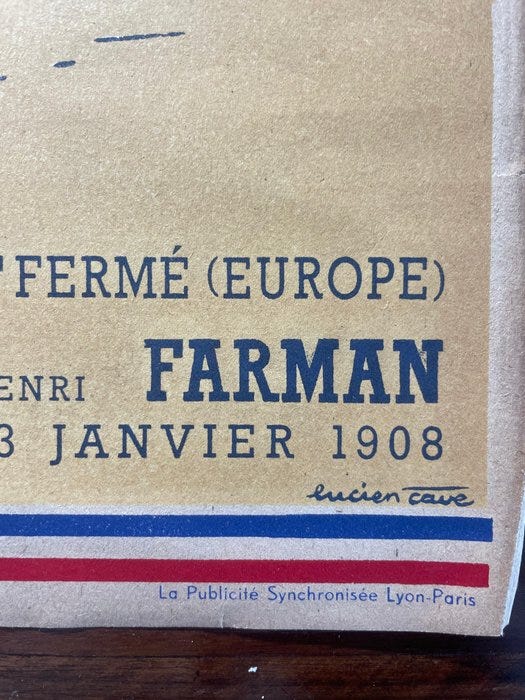 FERMÉ (EUROPE)
ENRI FARMAN
3 JANVIER 1908
lucien cave
La Publicité Synchronisée Lyon-Paris